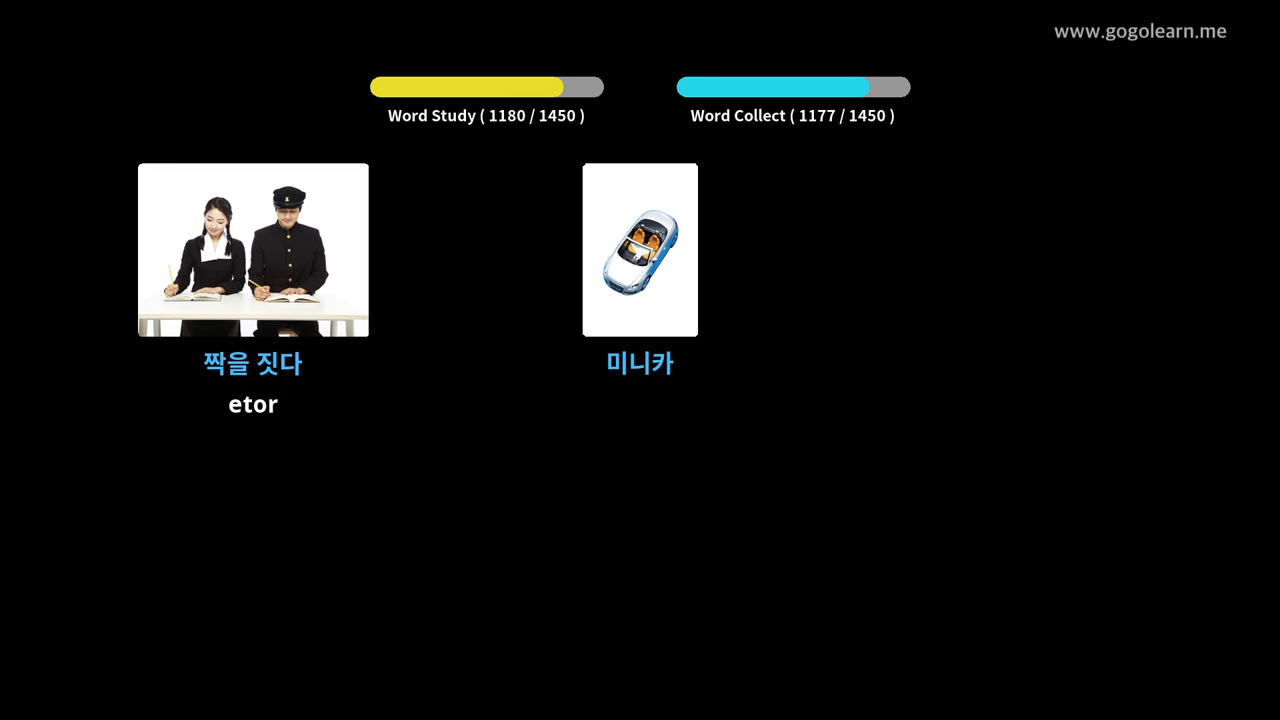 www.gogolearn.me
Word Study ( 1180 / 1450 )
Word Collect ( 1177 / 1450 )
짝을 짓다
etor
미니카